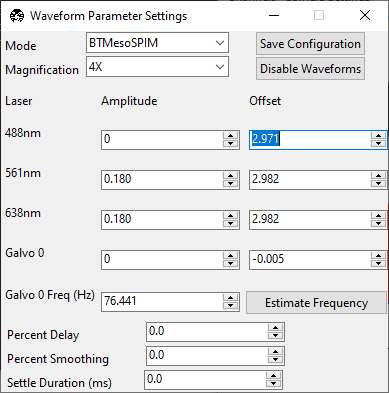 Waveform Parameter Settings
Mode BTMesoSPIM Save Configuration
Magnification 4X Disable Waveforms
Laser Amplitude Offset
488nm 0 2.971
561nm 0.180 2.982
638nm 0.180 2.982
Galvo 0 0 -0.005
Galvo 0 Freq (Hz) 76.441 Estimate Frequency
Percent Delay 0.0
Percent Smoothing 0.0
Settle Duration (ms) 0.0